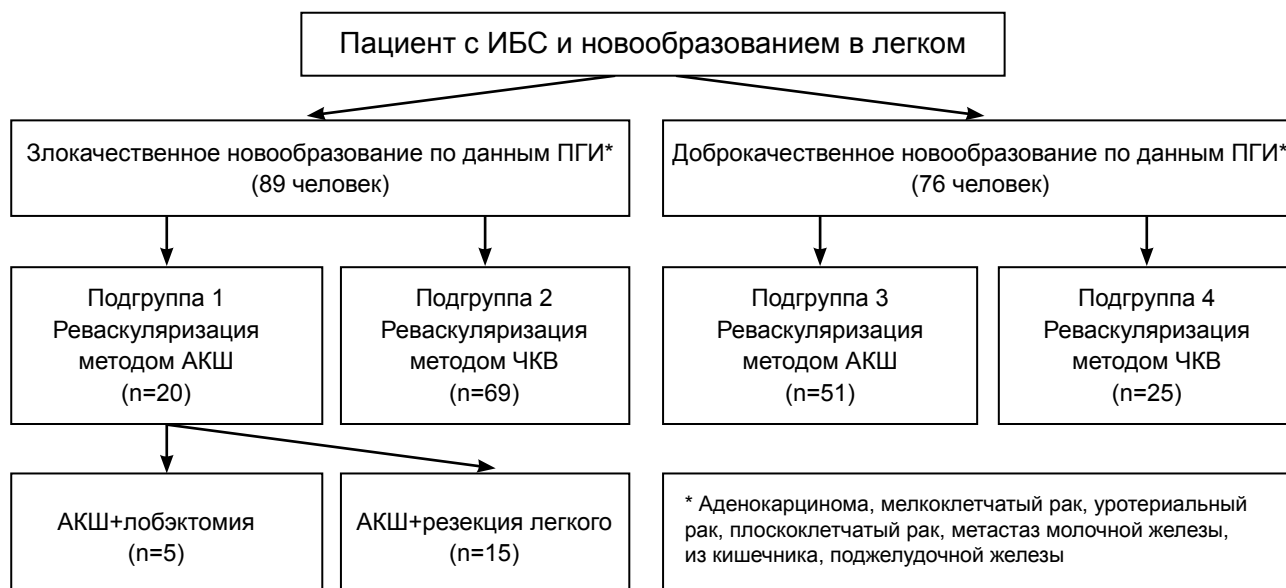 Пациент с ИБС и новообразованием в легком
Злокачественное новообразование по данным ПГИ*
(89 человек)
Доброкачественное новообразование по данным ПГИ*
(76 человек)
Подгруппа 1
Реваскуляризация
методом АКШ
(n=20)
Подгруппа 2
Реваскуляризация
методом ЧКВ
(n=69)
Подгруппа 3
Реваскуляризация
методом АКШ
(n=51)
Подгруппа 4
Реваскуляризация
методом ЧКВ
(n=25)
АКШ+лобэктомия
(n=5)
АКШ+резекция легкого
(n=15)
* Аденокарцинома, мелкоклетчатый рак, уротериальный
рак, плоскоклетчатый рак, метастаз молочной железы,
из кишечника, поджелудочной железы